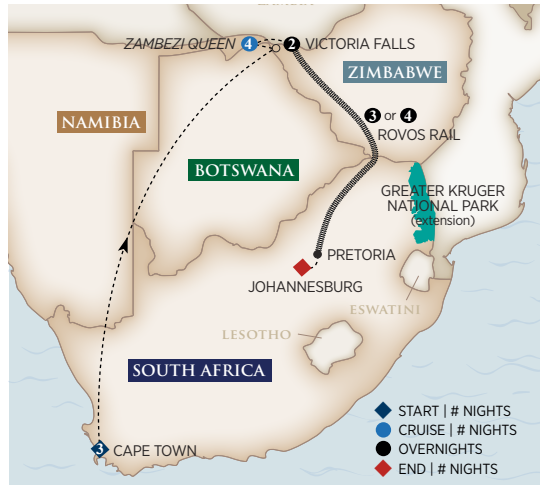 ZAMBEZI QUEEN 4 2 VICTORIA FALLS
ZIMBABWE
NAMIBIA
3 or 4
ROVOS RAIL
BOTSWANA
GREATER KRUGER
NATIONAL PARK
(extension)
PRETORIA
JOHANNESBURG
ESWATINI
LESOTHO
SOUTH AFRICA
3 CAPE TOWN
START | # NIGHTS
CRUISE | # NIGHTS
OVERNIGHTS
END | # NIGHTS